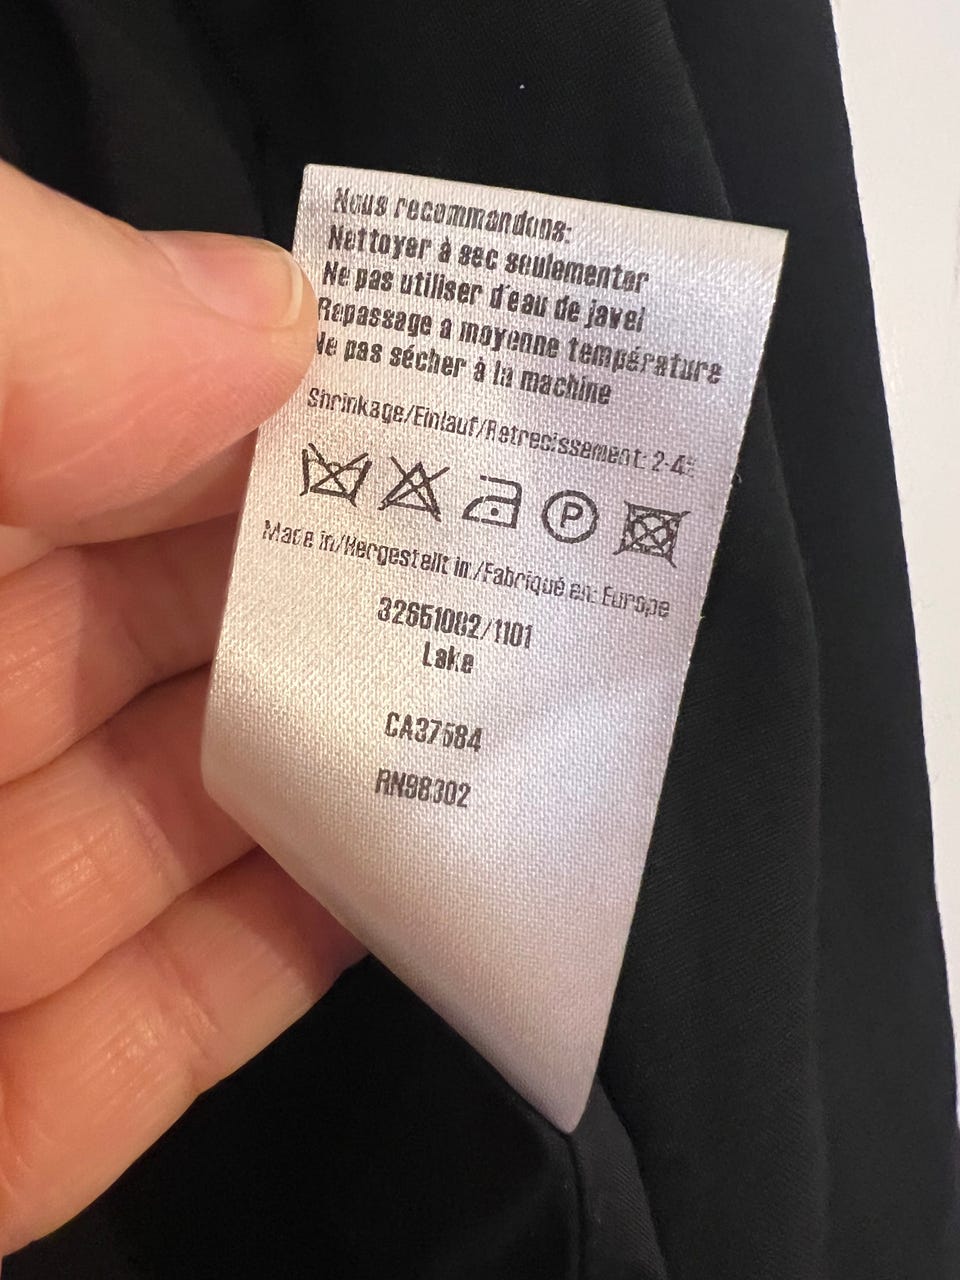 Nous recommandons:
Nettoyer à sec seulementer
Ne pas utiliser d'eau de javel
Repassage a moyenne température
Ne pas sécher à la machine
Shrinkage/Einlauf/Retrecissement: 2-4%
P
Made in/Hergestellt in/Fabriqué en: Europe
32651082/1101
Lake
CA37584
RN98302